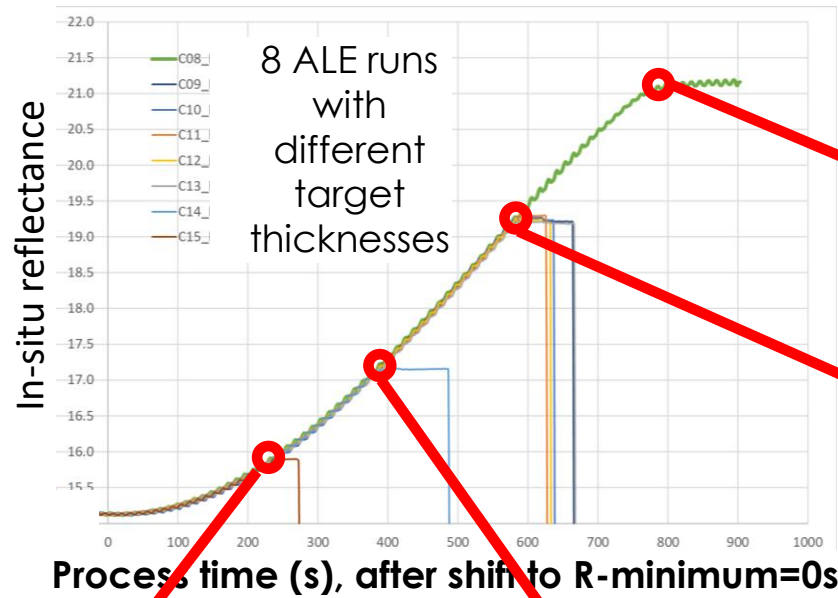 22.0
21.5
21.0
20.5
20.0
19.5
19.0
18.5
18.0
17.5
17.0
16.5
16.0
15.5
In-situ reflectance
C08_
C09_
C10_
C11_
C12_
C13_
C14_
C15_
8 ALE runs
with
different
target
thicknesses
0 100 200 300 400 500 600 700 800 900 1000
Process time (s), after shift to R-minimum=0s